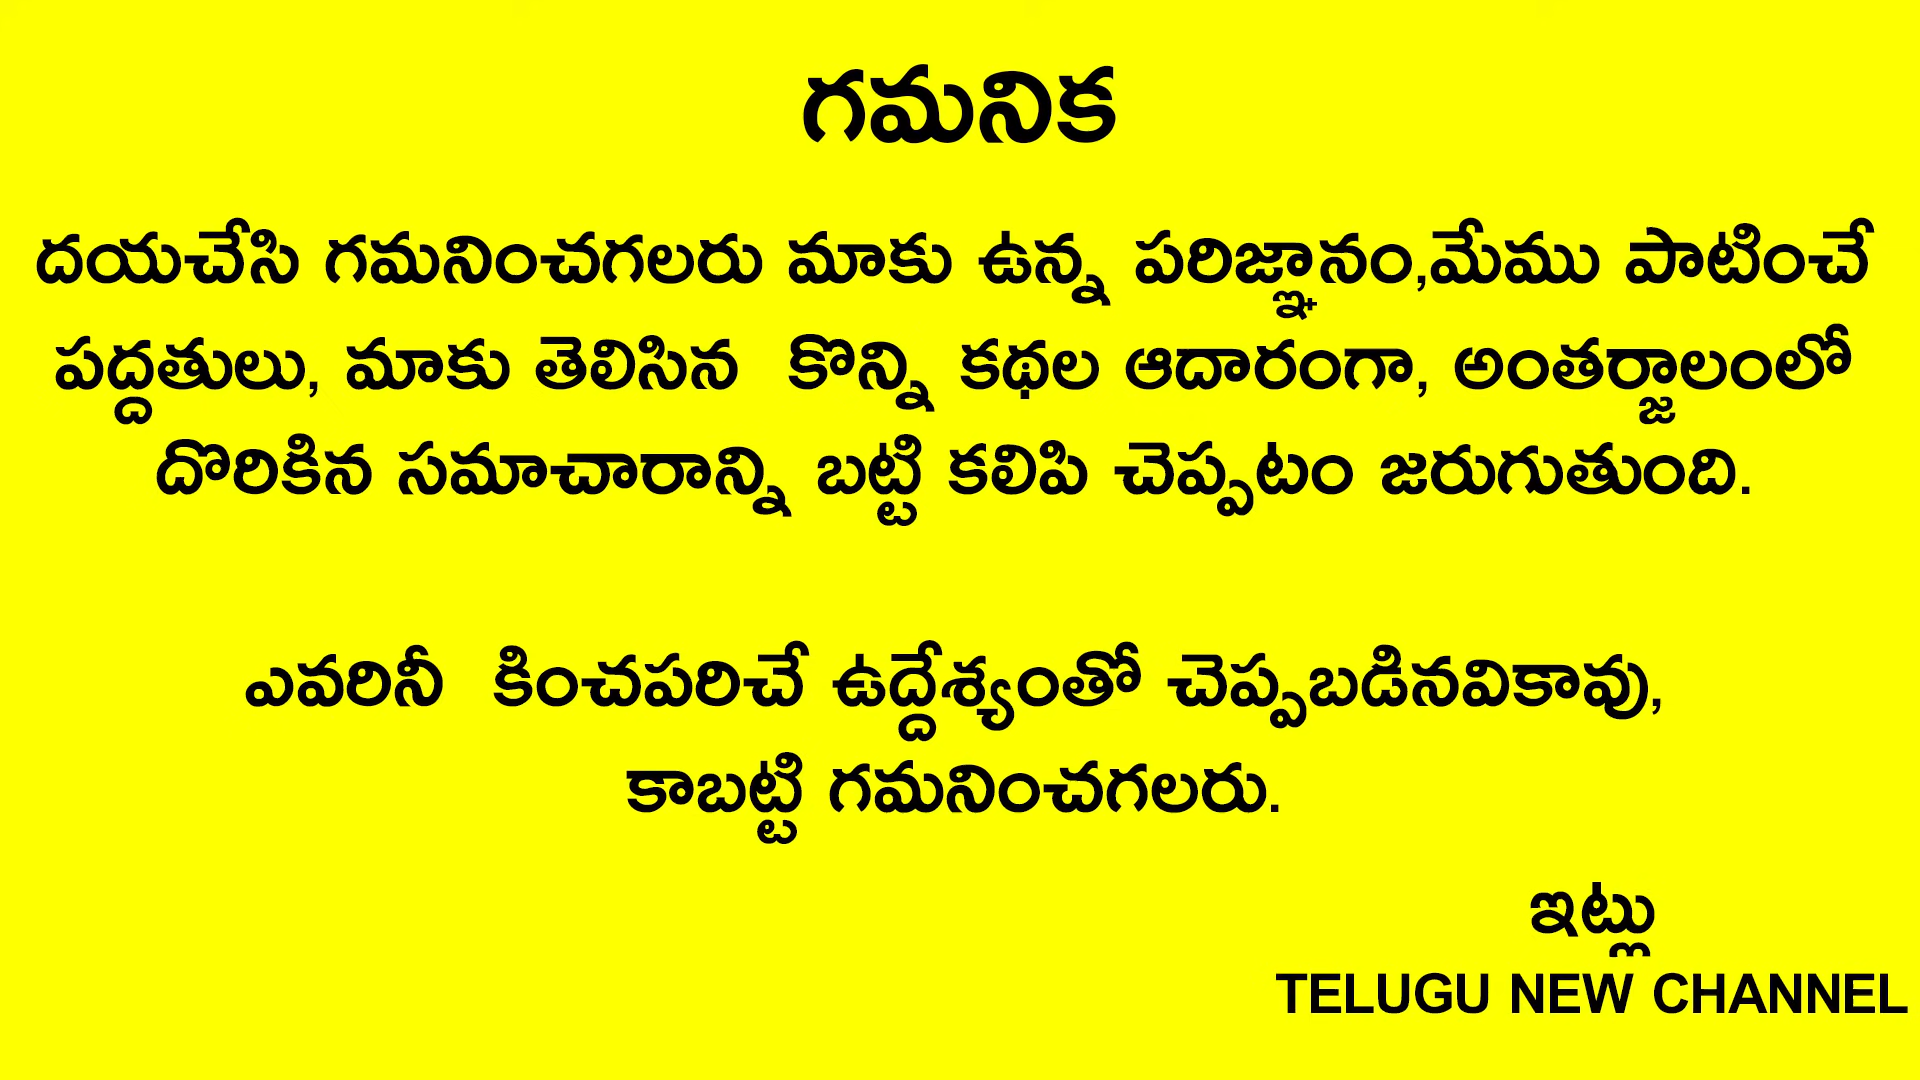 గమనిక
దయచేసి గమనించగలరు మాకు ఉన్న పరిజ్ఞానం,మేము పాటించే
పద్దతులు, మాకు తెలిసిన కొన్ని కథల ఆదారంగా, అంతర్జాలంలో
దొరికిన సమాచారాన్ని బట్టి కలిపి చెప్పటం జరుగుతుంది.
ఎవరినీ కించపరిచే ఉద్దేశ్యంతో చెప్పబడినవికావు,
కాబట్టి గమనించగలరు.
ఇట్లు
TELUGU NEW CHANNEL